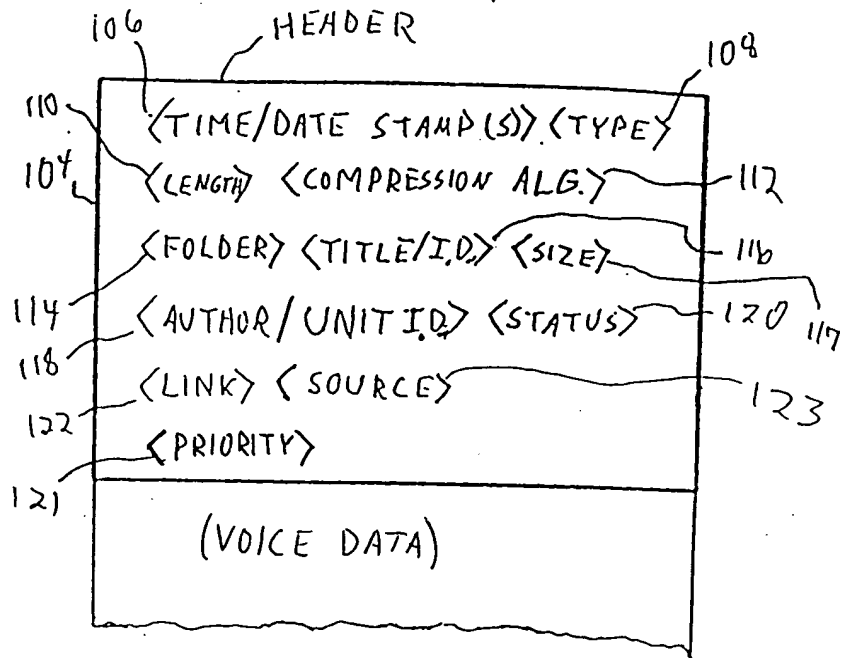 106 HEADER 108
110 <TIME/DATE STAMP(S)> <TYPE>
104 <LENGTH> <COMPRESSION ALG.> 112
<FOLDER> <TITLE/I.D.> <SIZE> 116
114 <AUTHOR/UNIT I.D.> <STATUS> 120 117
118
<LINK> <SOURCE> 123
122
<PRIORITY>
121
(VOICE DATA)